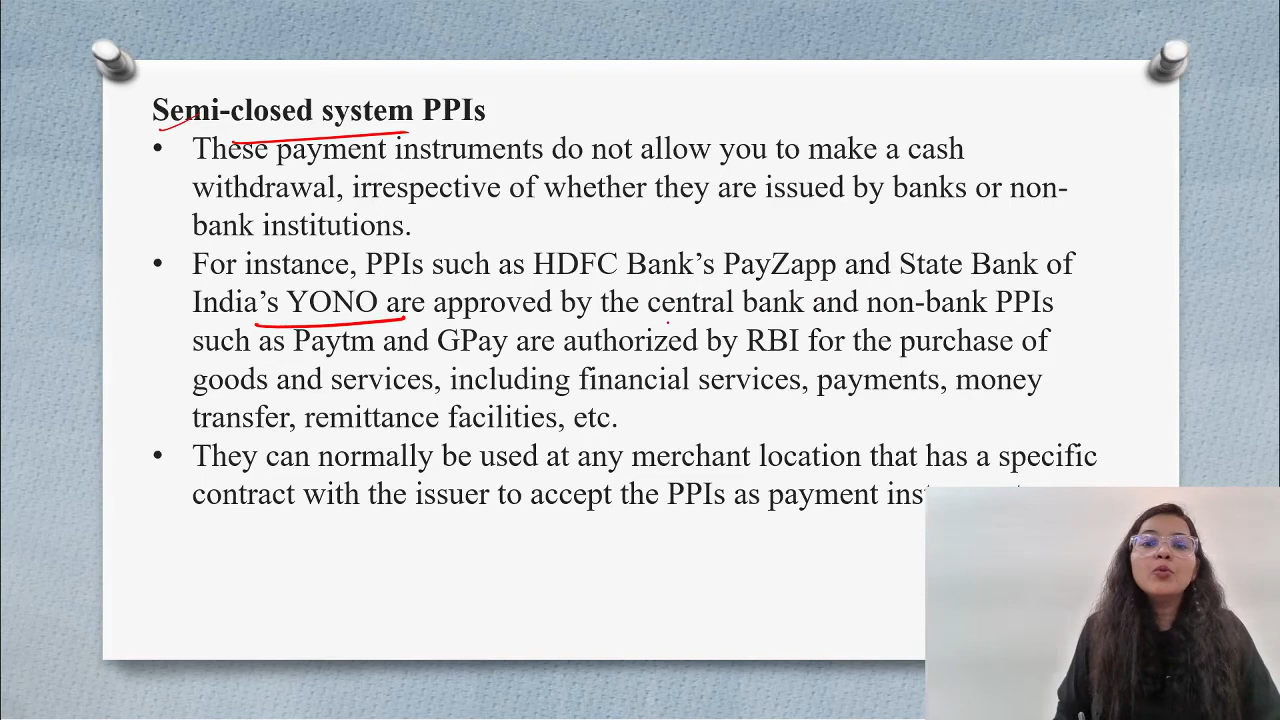 Semi-closed system PPIs
• These payment instruments do not allow you to make a cash
withdrawal, irrespective of whether they are issued by banks or non-
bank institutions.
• For instance, PPIs such as HDFC Bank’s PayZapp and State Bank of
India’s YONO are approved by the central bank and non-bank PPIs
such as Paytm and GPay are authorized by RBI for the purchase of
goods and services, including financial services, payments, money
transfer, remittance facilities, etc.
• They can normally be used at any merchant location that has a specific
contract with the issuer to accept the PPIs as payment